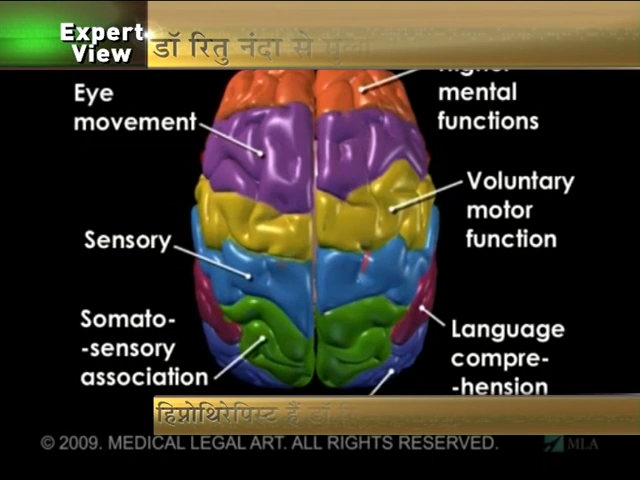 Expert
View
डॉ रितु नंदा से
Eye
movement
Higher
mental
functions
Voluntary
motor
function
Sensory
Somato-
-sensory
association
Language
compre-
-hension
हिप्नोथिरेपिस्ट हैं डॉ
© 2009. MEDICAL LEGAL ART. ALL RIGHTS RESERVED.
MLA